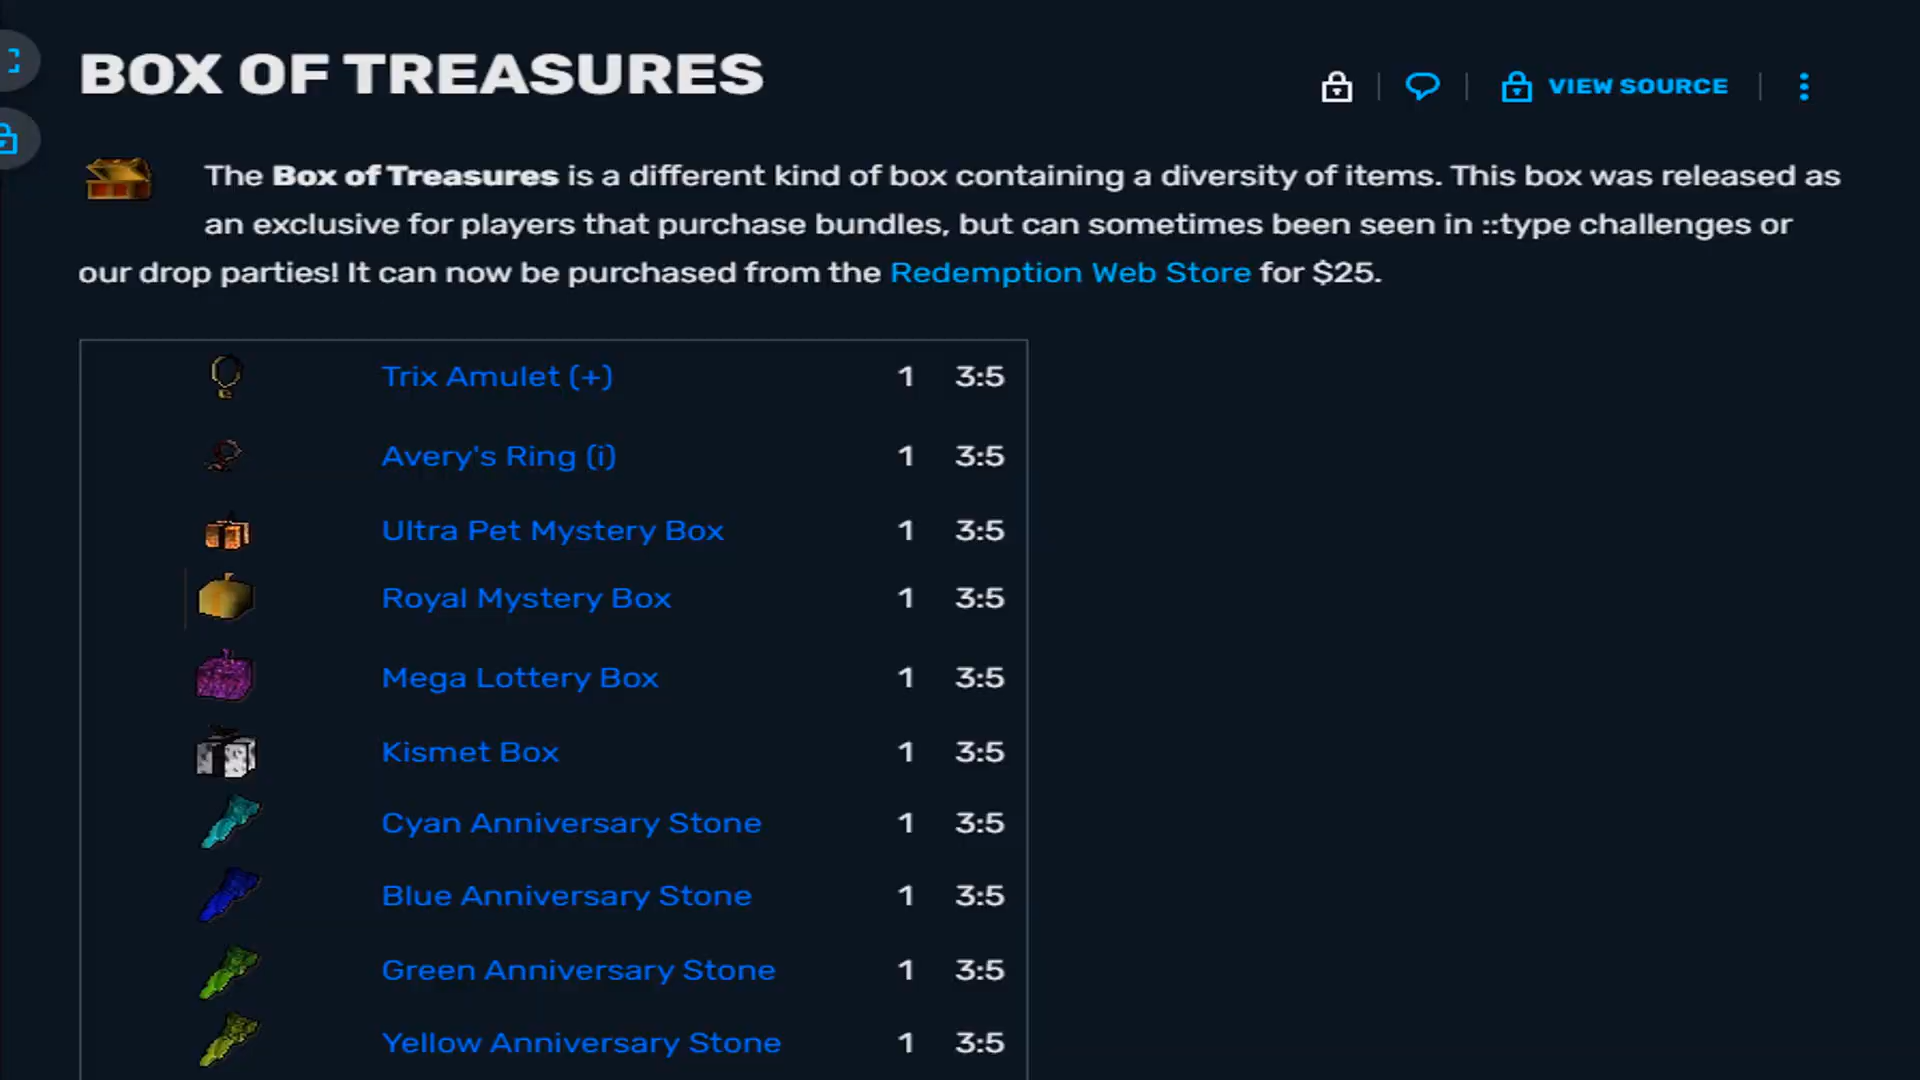 BOX OF TREASURES
VIEW SOURCE
The Box of Treasures is a different kind of box containing a diversity of items. This box was released as
an exclusive for players that purchase bundles, but can sometimes been seen in ::type challenges or
our drop parties! It can now be purchased from the Redemption Web Store for $25.
Trix Amulet (+) 1 3:5
Avery's Ring (i) 1 3:5
Ultra Pet Mystery Box 1 3:5
Royal Mystery Box 1 3:5
Mega Lottery Box 1 3:5
Kismet Box 1 3:5
Cyan Anniversary Stone 1 3:5
Blue Anniversary Stone 1 3:5
Green Anniversary Stone 1 3:5
Yellow Anniversary Stone 1 3:5